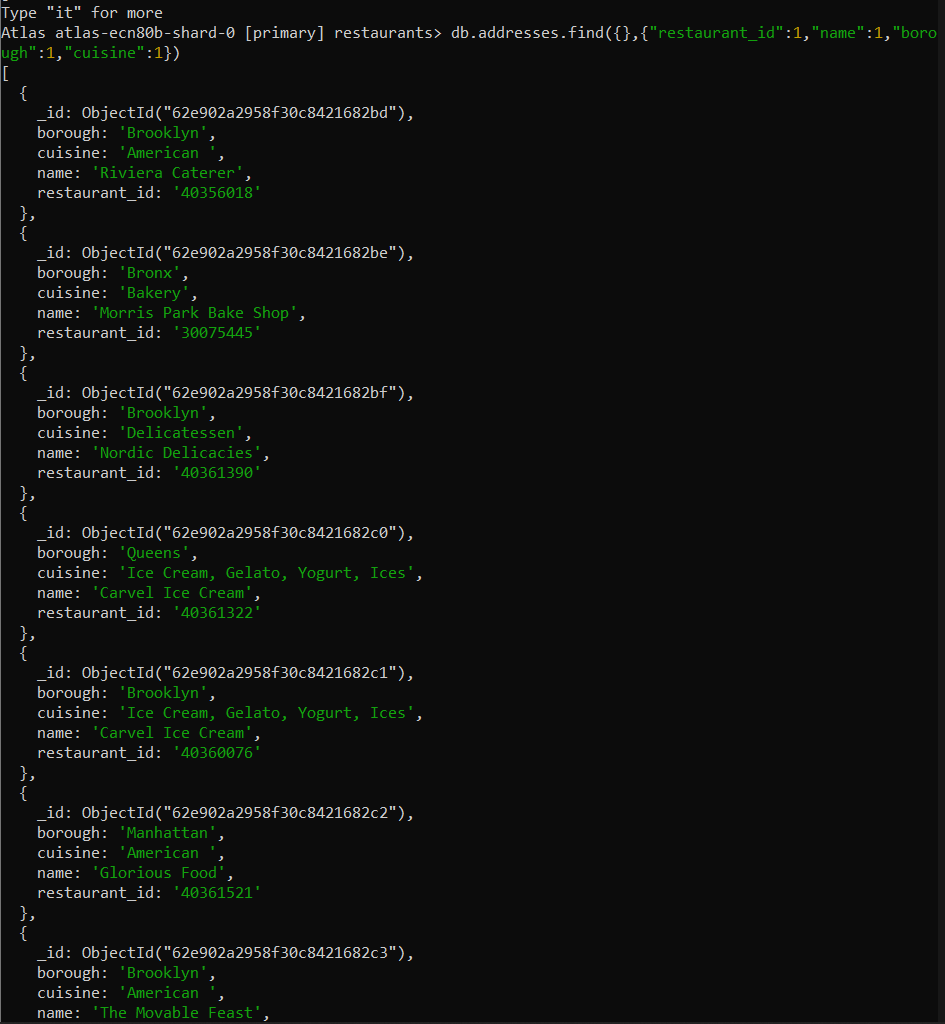 Type "it" for more
Atlas atlas-ecn80b-shard-0 [primary] restaurants> db.addresses.find({},{"restaurant_id":1,"name":1,"boro
ugh":1,"cuisine":1})
[
  {
    _id: ObjectId("62e902a2958f30c8421682bd"),
    borough: 'Brooklyn',
    cuisine: 'American ',
    name: 'Riviera Caterer',
    restaurant_id: '40356018'
  },
  {
    _id: ObjectId("62e902a2958f30c8421682be"),
    borough: 'Bronx',
    cuisine: 'Bakery',
    name: 'Morris Park Bake Shop',
    restaurant_id: '30075445'
  },
  {
    _id: ObjectId("62e902a2958f30c8421682bf"),
    borough: 'Brooklyn',
    cuisine: 'Delicatessen',
    name: 'Nordic Delicacies',
    restaurant_id: '40361390'
  },
  {
    _id: ObjectId("62e902a2958f30c8421682c0"),
    borough: 'Queens',
    cuisine: 'Ice Cream, Gelato, Yogurt, Ices',
    name: 'Carvel Ice Cream',
    restaurant_id: '40361322'
  },
  {
    _id: ObjectId("62e902a2958f30c8421682c1"),
    borough: 'Brooklyn',
    cuisine: 'Ice Cream, Gelato, Yogurt, Ices',
    name: 'Carvel Ice Cream',
    restaurant_id: '40360076'
  },
  {
    _id: ObjectId("62e902a2958f30c8421682c2"),
    borough: 'Manhattan',
    cuisine: 'American ',
    name: 'Glorious Food',
    restaurant_id: '40361521'
  },
  {
    _id: ObjectId("62e902a2958f30c8421682c3"),
    borough: 'Brooklyn',
    cuisine: 'American ',
    name: 'The Movable Feast',